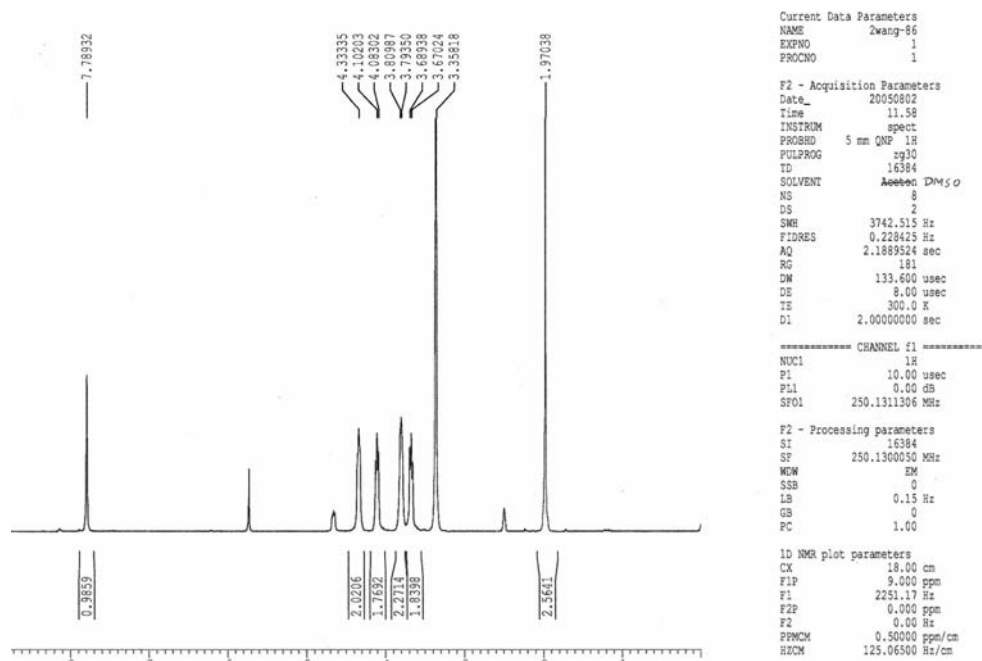 7.78932
4.33335
4.10203
4.08302
3.80987
3.79350
3.68938
3.67024
3.35818
1.97038
0.9859
2.0206
1.7692
2.2714
1.8398
2.5641
Current Data Parameters
NAME 2wang-86
EXPNO 1
PROCNO 1
F2 - Acquisition Parameters
Date_ 20050802
Time 11.58
INSTRUM spect
PROBHD 5 mm QNP 1H
PULPROG zg30
TD 16384
SOLVENT Aceton DMSO
NS 8
DS 2
SWH 3742.515 Hz
FIDRES 0.228425 Hz
AQ 2.1889524 sec
RG 181
DW 133.600 usec
DE 8.00 usec
TE 300.0 K
D1 2.00000000 sec
============ CHANNEL f1 ==========
NUC1 1H
P1 10.00 usec
PL1 0.00 dB
SFO1 250.1311306 MHz
F2 - Processing parameters
SI 16384
SF 250.1300050 MHz
WDW EM
SSB 0
LB 0.15 Hz
GB 0
PC 1.00
1D NMR plot parameters
CX 18.00 cm
F1P 9.000 ppm
F1 2251.17 Hz
F2P 0.000 ppm
F2 0.00 Hz
PPMCM 0.50000 ppm/cm
HZCM 125.06500 Hz/cm